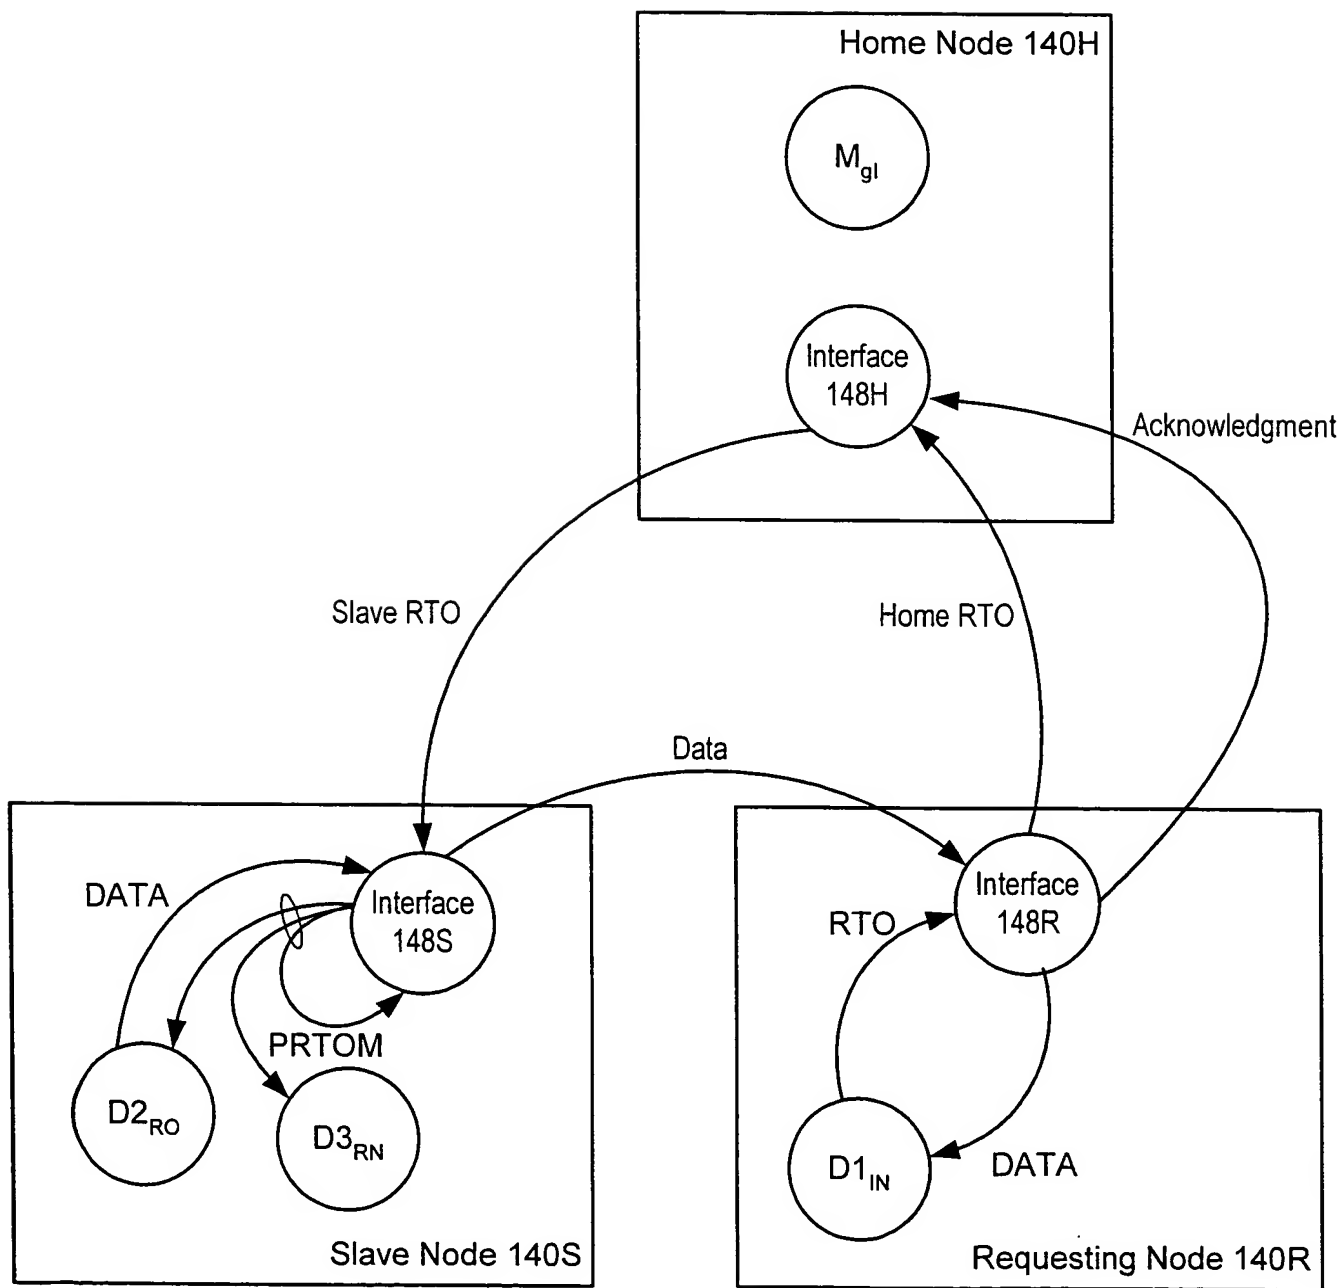 Home Node 140H
M_gl
Interface
148H
Acknowledgment
Slave RTO
Home RTO
Data
DATA
Interface
148S
Interface
148R
RTO
PRTOM
D2_RO
D3_RN
D1_IN
DATA
Slave Node 140S
Requesting Node 140R